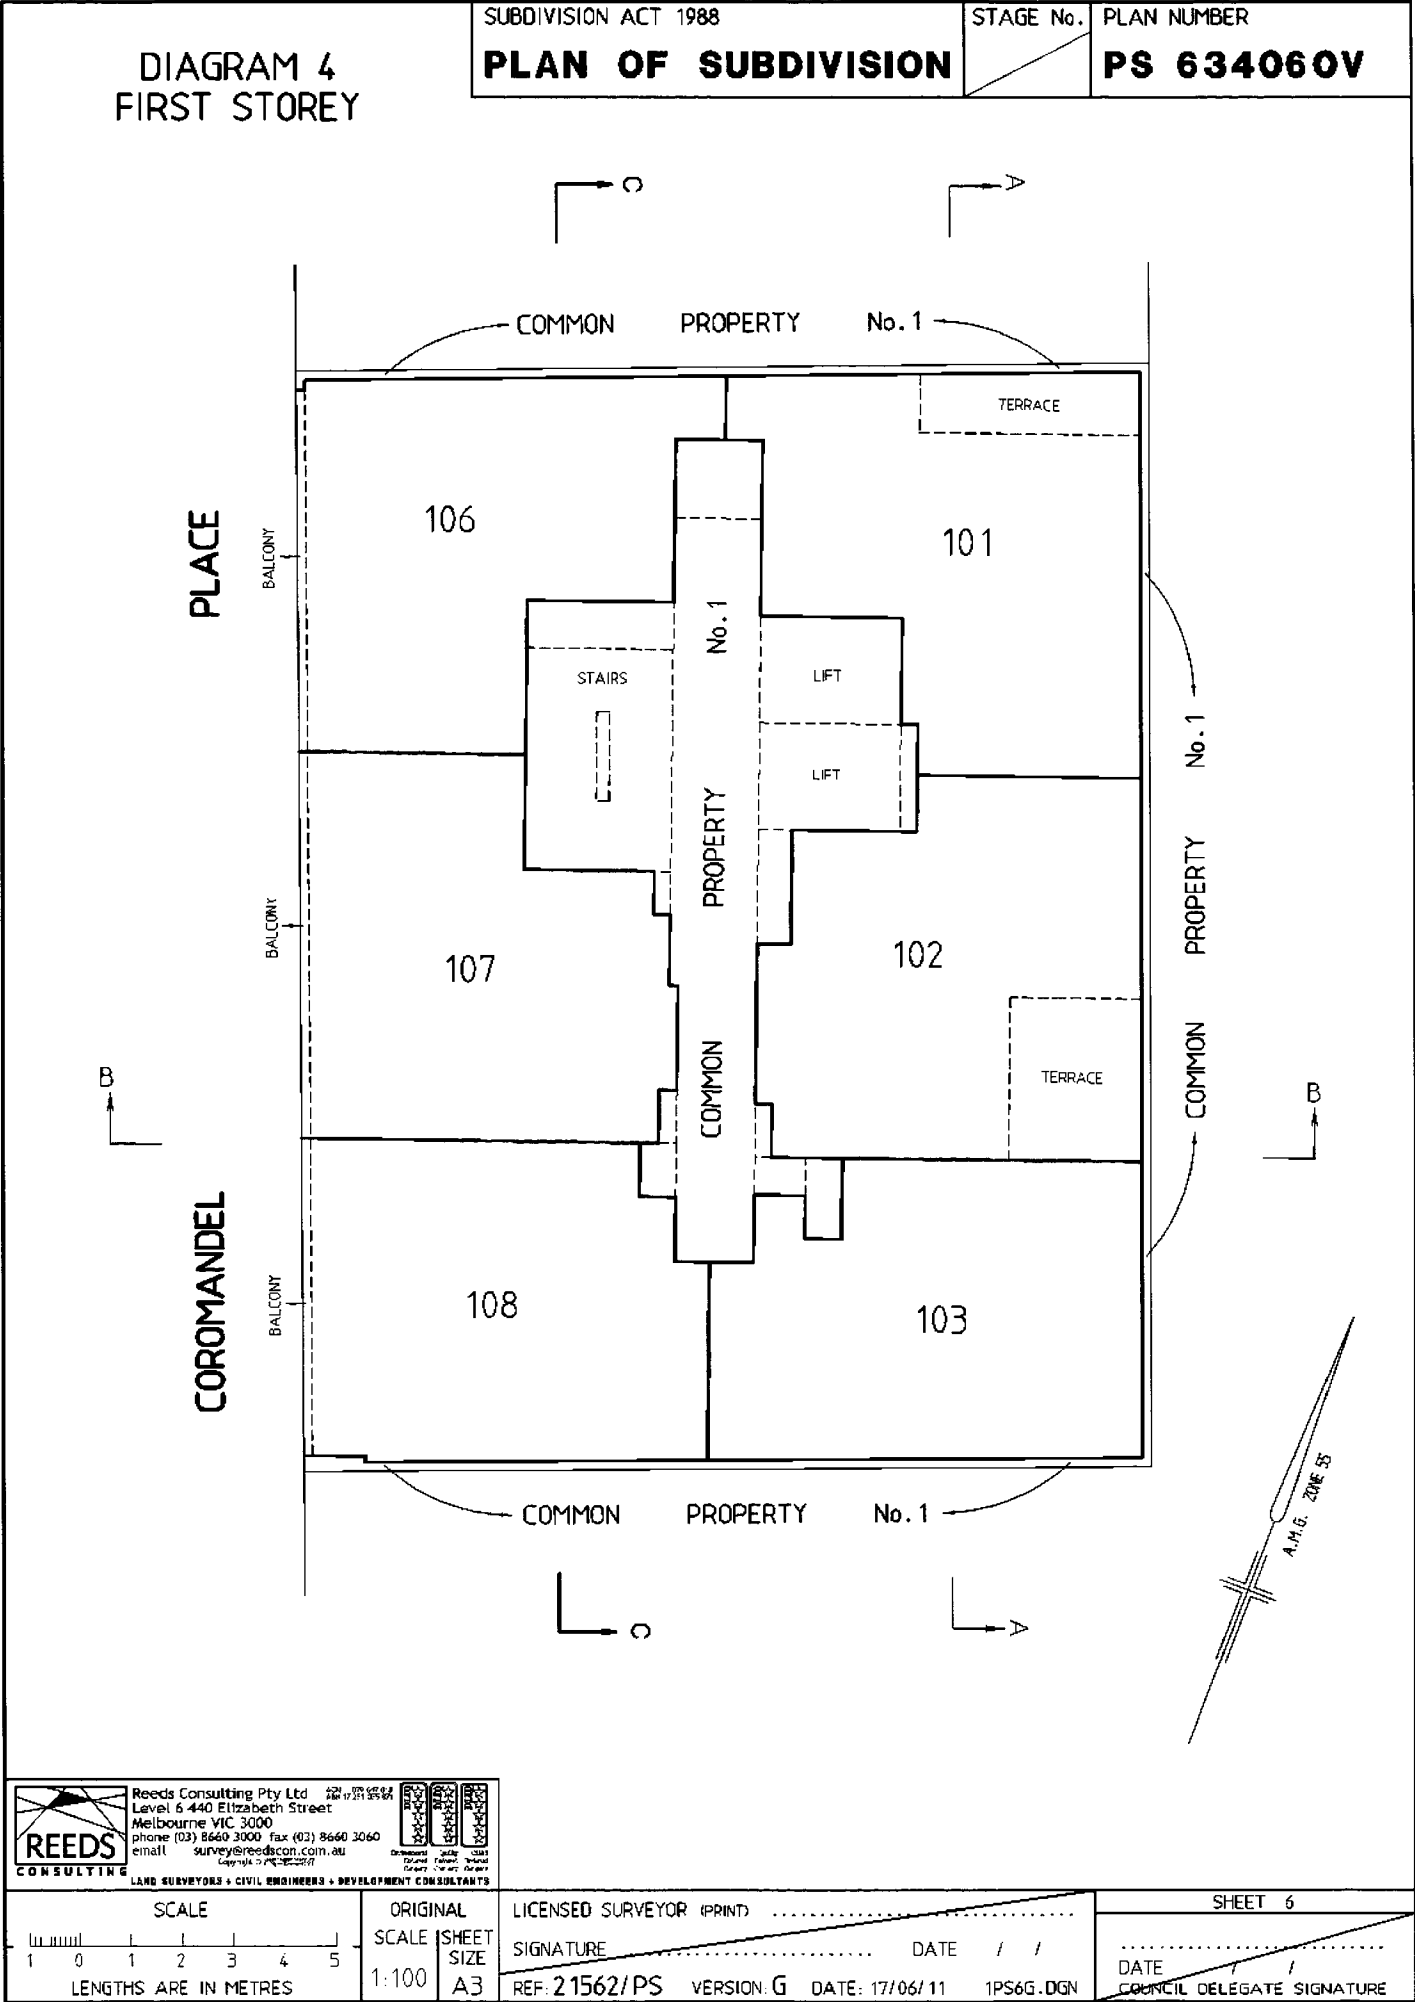 DIAGRAM 4
FIRST STOREY
SUBDIVISION ACT 1988
PLAN OF SUBDIVISION
STAGE No.
PLAN NUMBER
PS 634060V
C
A
COMMON PROPERTY No.1
TERRACE
106
101
PLACE
BALCONY
STAIRS
LIFT
LIFT
COMMON PROPERTY No.1
COMMON PROPERTY No.1
BALCONY
107
102
TERRACE
B
B
COROMANDEL
BALCONY
108
103
COMMON PROPERTY No.1
A.M.G. ZONE 55
C
A
REEDS
CONSULTING
Reeds Consulting Pty Ltd
Level 6 440 Elizabeth Street
Melbourne VIC 3000
phone (03) 8660 3000 fax (03) 8660 3060
email survey@reedscon.com.au
LAND SURVEYORS + CIVIL ENGINEERS + DEVELOPMENT CONSULTANTS
SCALE
1 0 1 2 3 4 5
LENGTHS ARE IN METRES
ORIGINAL
SCALE
1:100
SHEET
SIZE
A3
LICENSED SURVEYOR (PRINT) ..............................
SIGNATURE .............................. DATE / /
REF: 21562/PS VERSION: G DATE: 17/06/11 1PS6G.DGN
SHEET 6
DATE / /
COUNCIL DELEGATE SIGNATURE